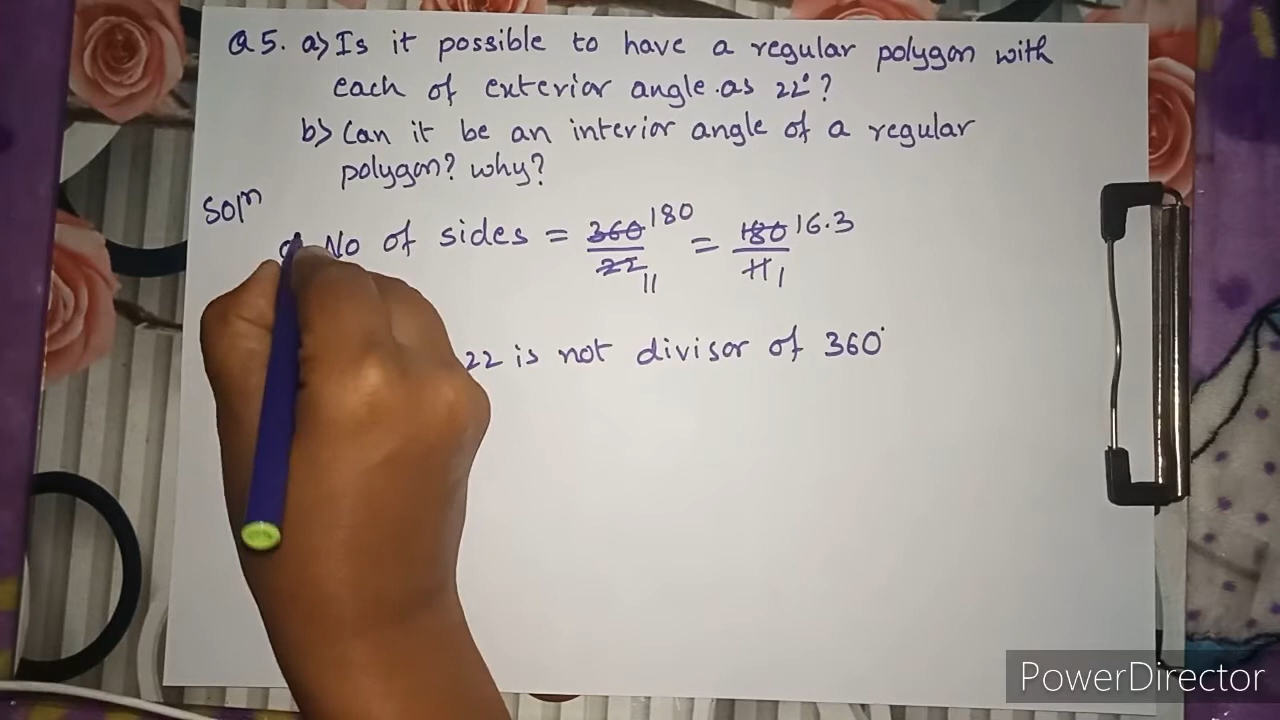 Q5. a) Is it possible to have a regular polygon with
each of exterior angle.as 22°?
b) Can it be an interior angle of a regular
polygon? why?
Soln
a) No of sides = 360/22 180/11 = 180/11 16.3/1
22 is not divisor of 360°
PowerDirector